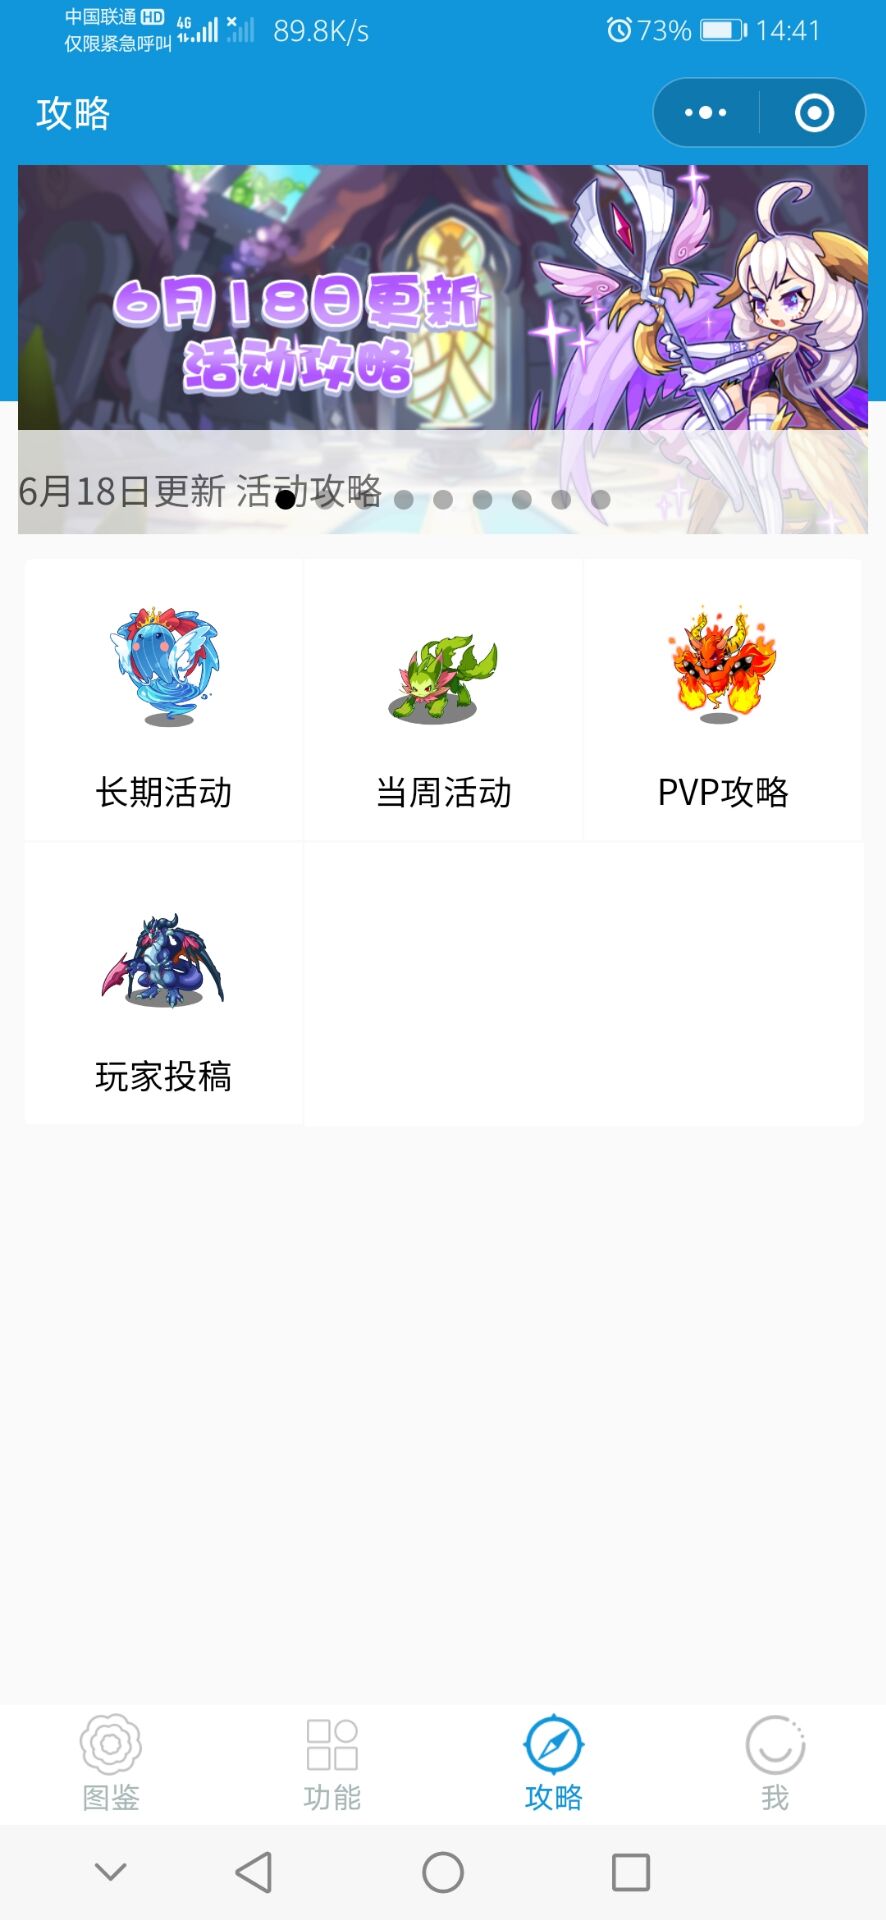 中国联通 HD
仅限紧急呼叫
4G
89.8K/s
73%
14:41
攻略
6月18日更新
活动攻略
6月18日更新 活动攻略
长期活动
当周活动
PVP攻略
玩家投稿
图鉴
功能
攻略
我